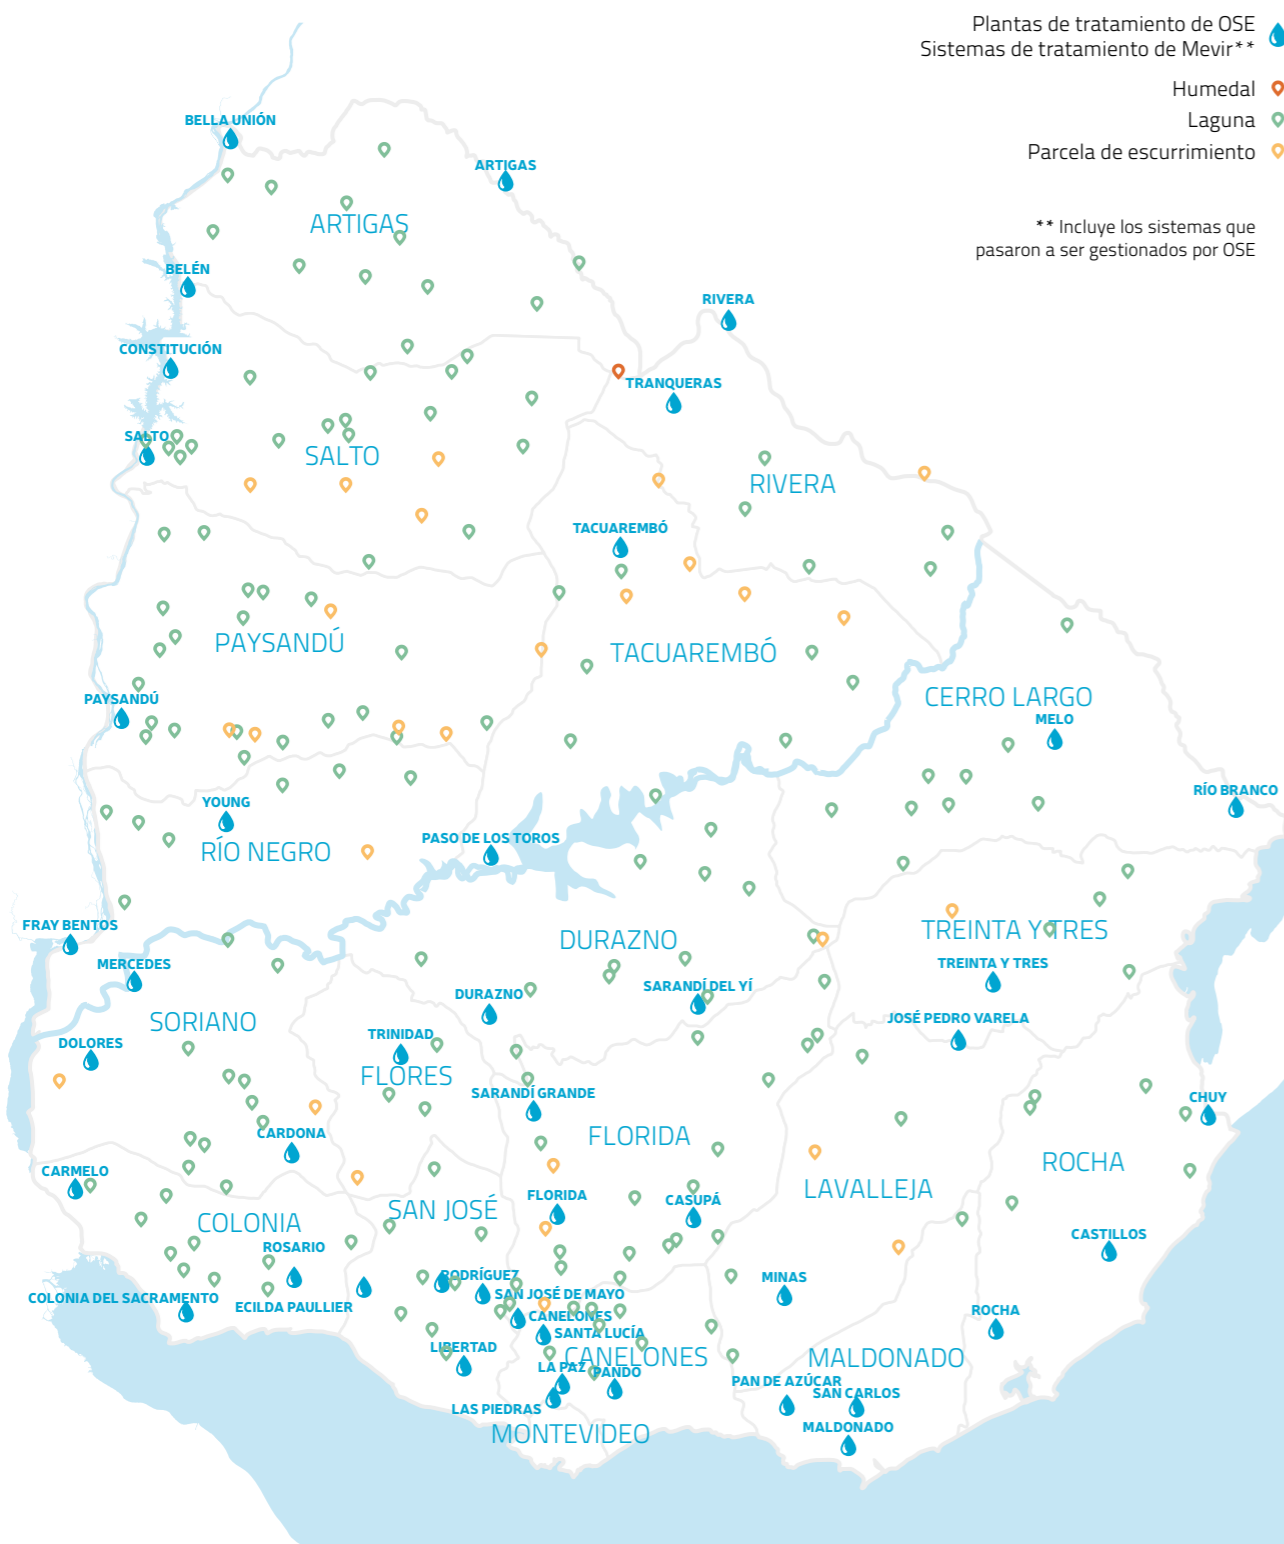 Plantas de tratamiento de OSE
Sistemas de tratamiento de Mevir**
Humedal
Laguna
Parcela de escurrimiento
** Incluye los sistemas que
pasaron a ser gestionados por OSE
BELLA UNIÓN
ARTIGAS
ARTIGAS
BELÉN
RIVERA
CONSTITUCIÓN
TRANQUERAS
SALTO
SALTO
RIVERA
TACUAREMBÓ
PAYSANDÚ
TACUAREMBÓ
CERRO LARGO
PAYSANDÚ
MELO
RÍO BRANCO
YOUNG
PASO DE LOS TOROS
RÍO NEGRO
FRAY BENTOS
TREINTA Y TRES
DURAZNO
MERCEDES
TREINTA Y TRES
SARANDÍ DEL YÍ
DURAZNO
SORIANO
JOSÉ PEDRO VARELA
TRINIDAD
DOLORES
FLORES
SARANDÍ GRANDE
CHUY
CARDONA
FLORIDA
ROCHA
CARMELO
LAVALLEJA
FLORIDA
CASUPÁ
SAN JOSÉ
COLONIA
CASTILLOS
ROSARIO
RODRÍGUEZ
MINAS
SAN JOSÉ DE MAYO
COLONIA DEL SACRAMENTO
ECILDA PAULLIER
CANELONES
ROCHA
SANTA LUCÍA
LIBERTAD
CANELONES
MALDONADO
LA PAZ
PANDO
PAN DE AZÚCAR
SAN CARLOS
LAS PIEDRAS
MALDONADO
MONTEVIDEO